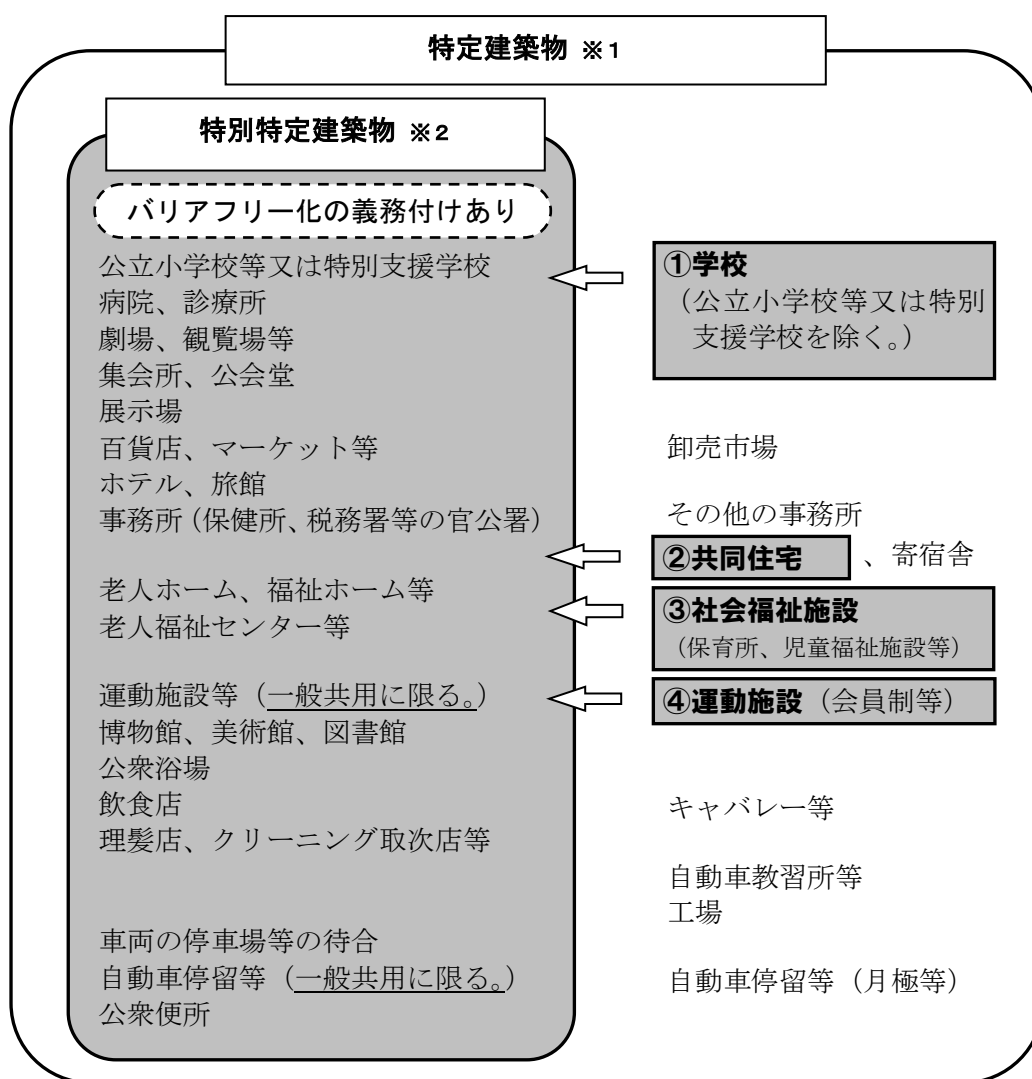 特定建築物 ※1
特別特定建築物 ※2
バリアフリー化の義務付けあり
公立小学校等又は特別支援学校
病院、診療所
劇場、観覧場等
集会所、公会堂
展示場
百貨店、マーケット等
ホテル、旅館
事務所（保健所、税務署等の官公署）
老人ホーム、福祉ホーム等
老人福祉センター等
運動施設等（一般共用に限る。）
博物館、美術館、図書館
公衆浴場
飲食店
理髪店、クリーニング取次店等
車両の停車場等の待合
自動車停留等（一般共用に限る。）
公衆便所
①学校
（公立小学校等又は特別
支援学校を除く。）
卸売市場
その他の事務所
②共同住宅 、寄宿舎
③社会福祉施設
（保育所、児童福祉施設等）
④運動施設（会員制等）
キャバレー等
自動車教習所等
工場
自動車停留等（月極等）